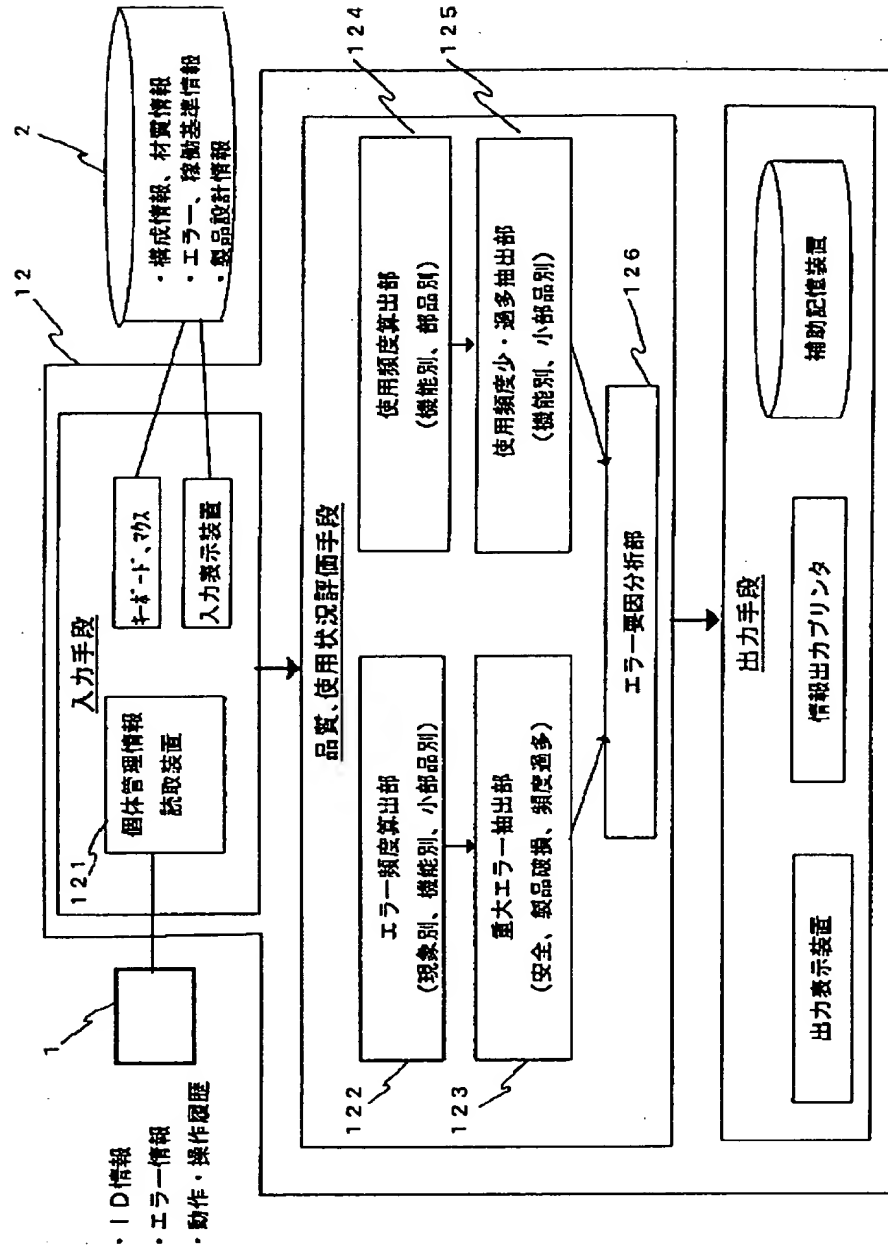 ・ID情報
・エラー情報
・動作・操作履歴
1
12
2
・構成情報、材質情報
・エラー、稼働基準情報
・製品設計情報
入力手段
121
個体管理情報
読取装置
キーボード、マウス
入力表示装置
品質、使用状況評価手段
122
エラー頻度算出部
(現象別、機能別、小部品別)
123
重大エラー抽出部
(安全、製品破損、頻度過多)
124
使用頻度算出部
(機能別、部品別)
125
使用頻度少・過多抽出部
(機能別、小部品別)
126
エラー要因分析部
出力手段
出力表示装置
情報出力プリンタ
補助記憶装置